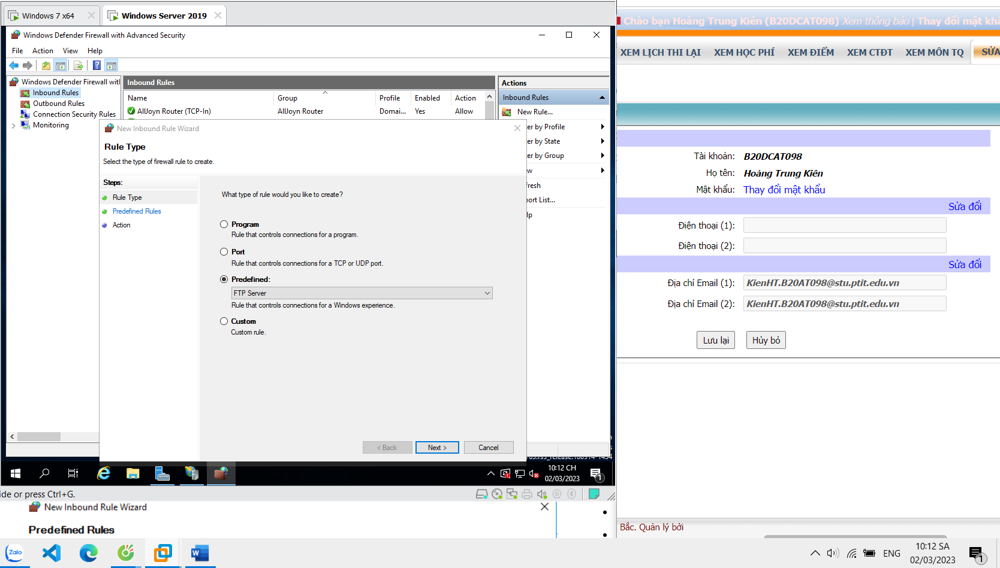 Windows 7 x64
Windows Server 2019
Windows Defender Firewall with Advanced Security
File Action View Help
Windows Defender Firewall with
Inbound Rules
Outbound Rules
Connection Security Rules
Monitoring
Inbound Rules
Name Group Profile Enabled Action
AllJoyn Router (TCP-In) AllJoyn Router Domai... Yes Allow
Actions
Inbound Rules
New Rule...
er by Profile
er by State
er by Group
w
fresh
port List...
lp
New Inbound Rule Wizard
Rule Type
Select the type of firewall rule to create.
Steps:
Rule Type
Predefined Rules
Action
What type of rule would you like to create?
Program
Rule that controls connections for a program.
Port
Rule that controls connections for a TCP or UDP port.
Predefined:
FTP Server
Rule that controls connections for a Windows experience.
Custom
Custom rule.
< Back Next > Cancel
10:12 CH
02/03/2023
1
ide or press Ctrl+G.
New Inbound Rule Wizard
Predefined Rules
Chào bạn Hoàng Trung Kiên (B20DCAT098) Xem thông báo | Thay đổi mật khẩ
XEM LỊCH THI LẠI XEM HỌC PHÍ XEM ĐIỂM XEM CTĐT XEM MÔN TQ SỬA
Tài khoản: B20DCAT098
Họ tên: Hoàng Trung Kiên
Mật khẩu: Thay đổi mật khẩu
Sửa đổi
Điện thoại (1):
Điện thoại (2):
Sửa đổi
Địa chỉ Email (1): KienHT.B20AT098@stu.ptit.edu.vn
Địa chỉ Email (2): KienHT.B20AT098@stu.ptit.edu.vn
Lưu lại Hủy bỏ
Bắc. Quản lý bởi
Zalo
ENG
10:12 SA
02/03/2023
1